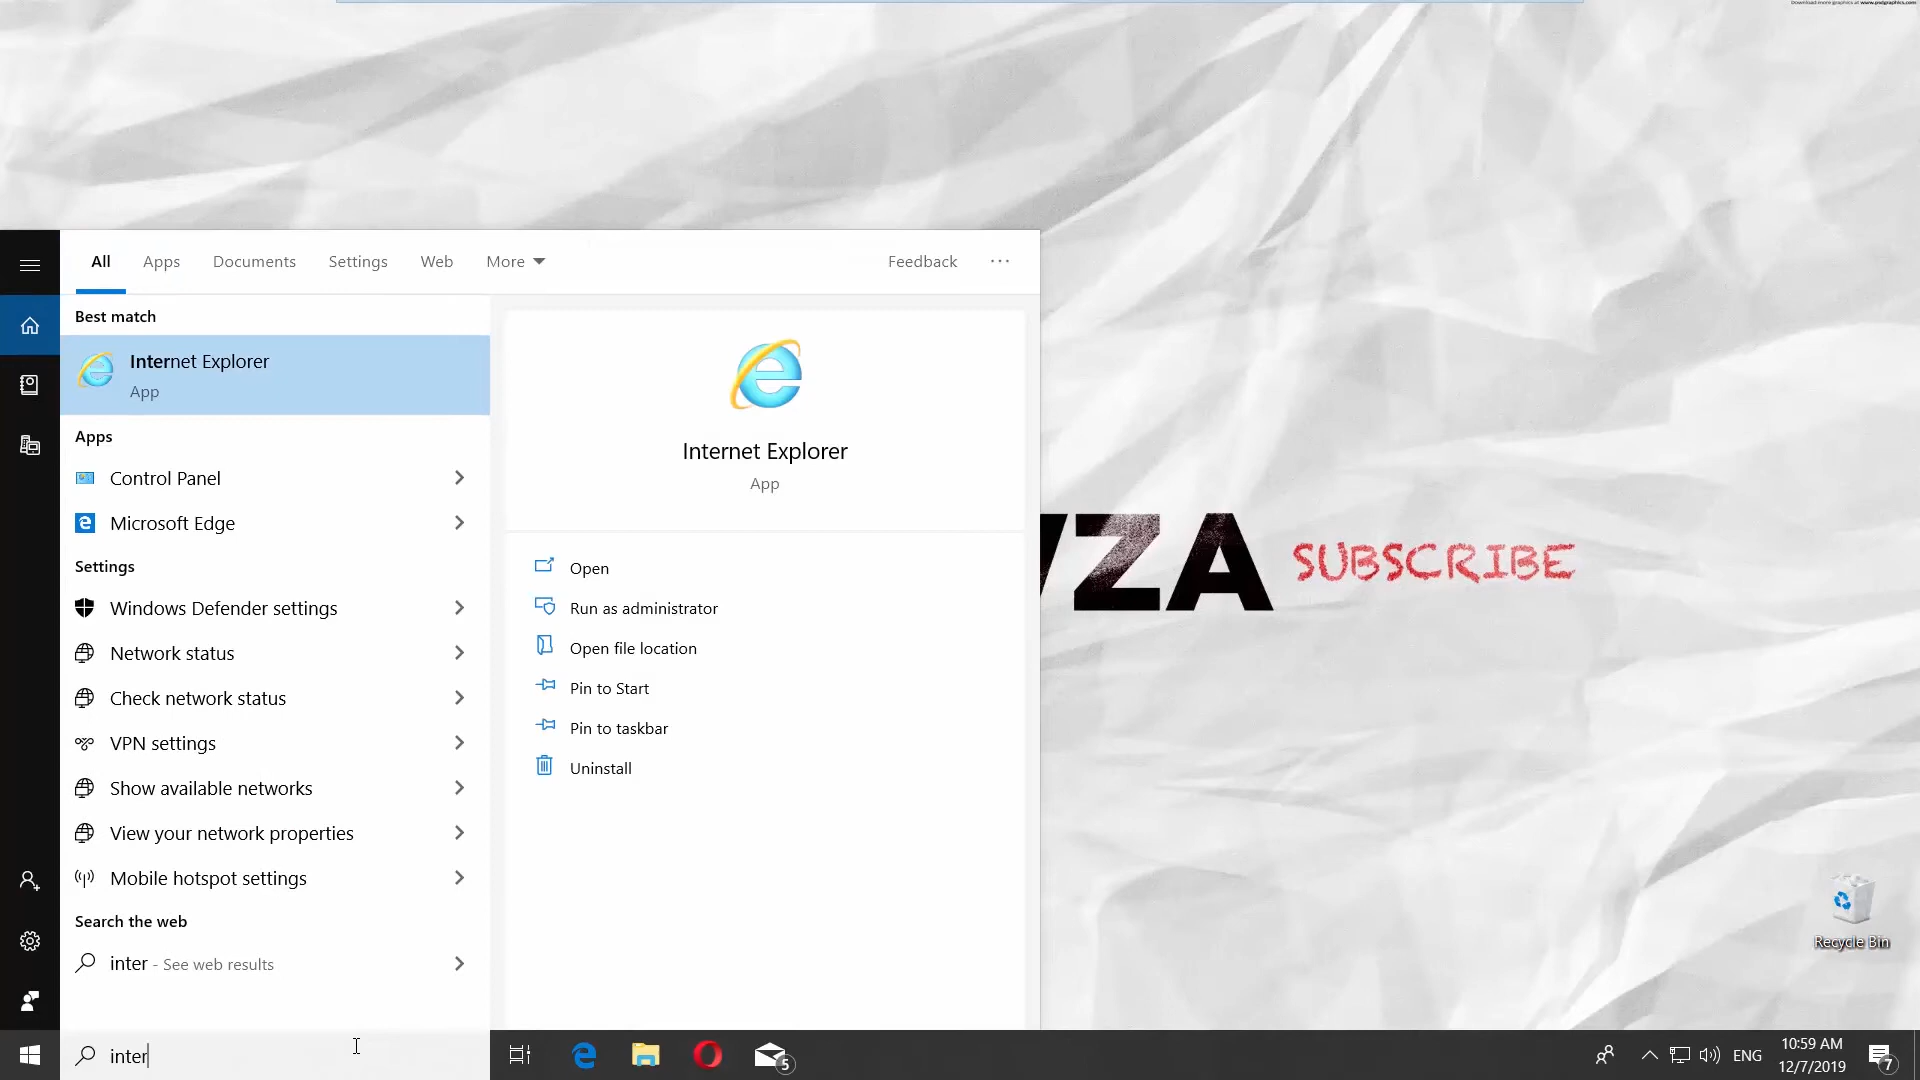 Download more graphics at www.psdgraphics.com
All Apps Documents Settings Web More Feedback
Best match
Internet Explorer
App
Apps
Control Panel
Microsoft Edge
Settings
Windows Defender settings
Network status
Check network status
VPN settings
Show available networks
View your network properties
Mobile hotspot settings
Search the web
inter - See web results
Internet Explorer
App
Open
Run as administrator
Open file location
Pin to Start
Pin to taskbar
Uninstall
ZA SUBSCRIBE
Recycle Bin
inter
5
ENG
10:59 AM
12/7/2019
7